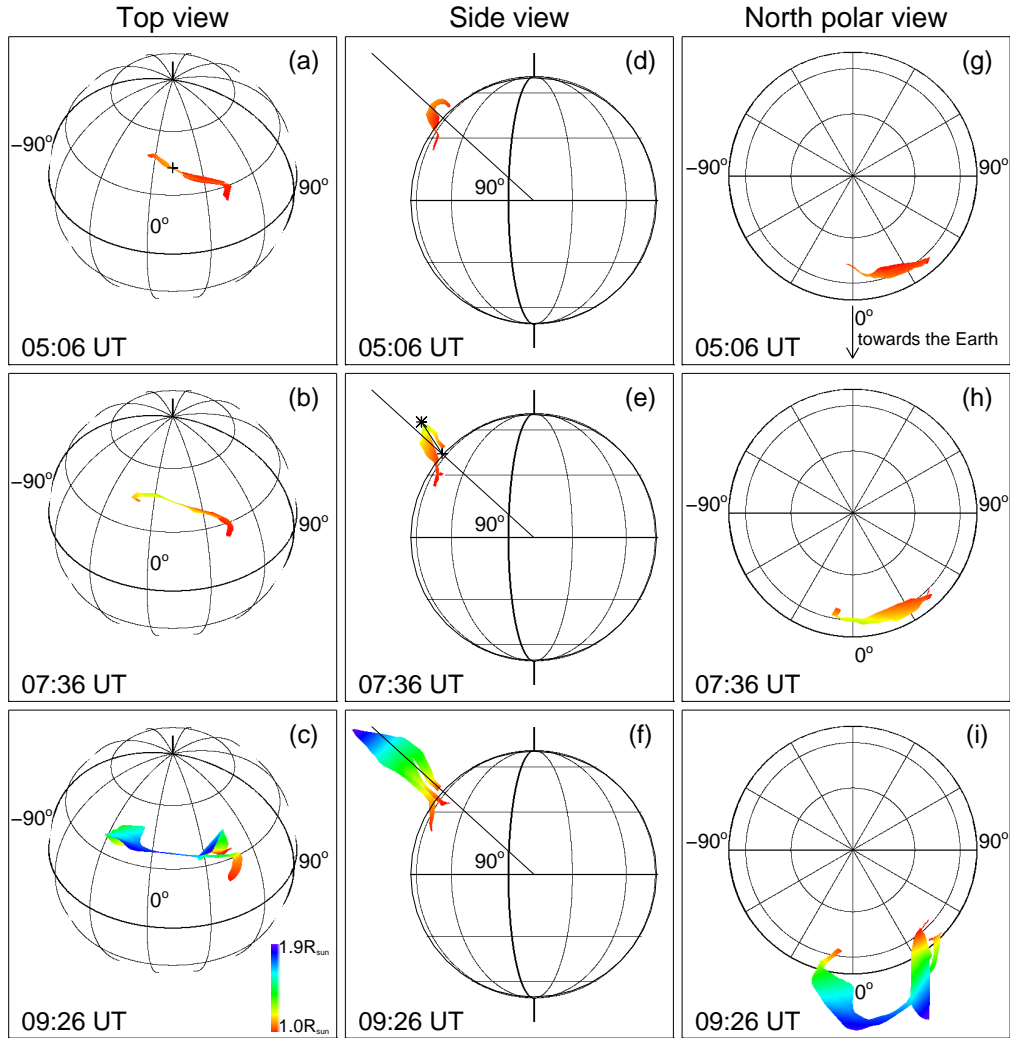 Top view
Side view
North polar view
(a)
−90°
90°
0°
05:06 UT
(d)
90°
05:06 UT
(g)
−90°
90°
0°
towards the Earth
05:06 UT
(b)
−90°
90°
0°
07:36 UT
(e)
90°
07:36 UT
(h)
−90°
90°
0°
07:36 UT
(c)
−90°
90°
0°
1.9Rsun
1.0Rsun
09:26 UT
(f)
90°
09:26 UT
(i)
−90°
90°
0°
09:26 UT